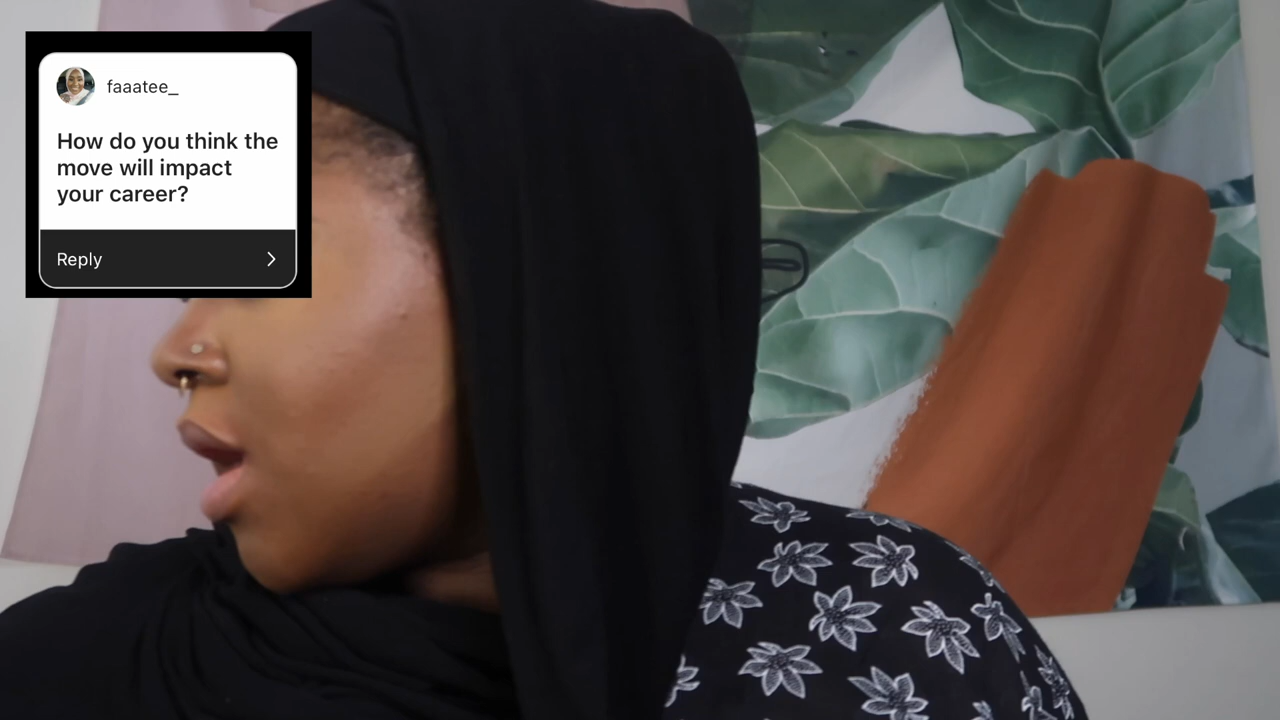 faaatee_
How do you think the
move will impact
your career?
Reply